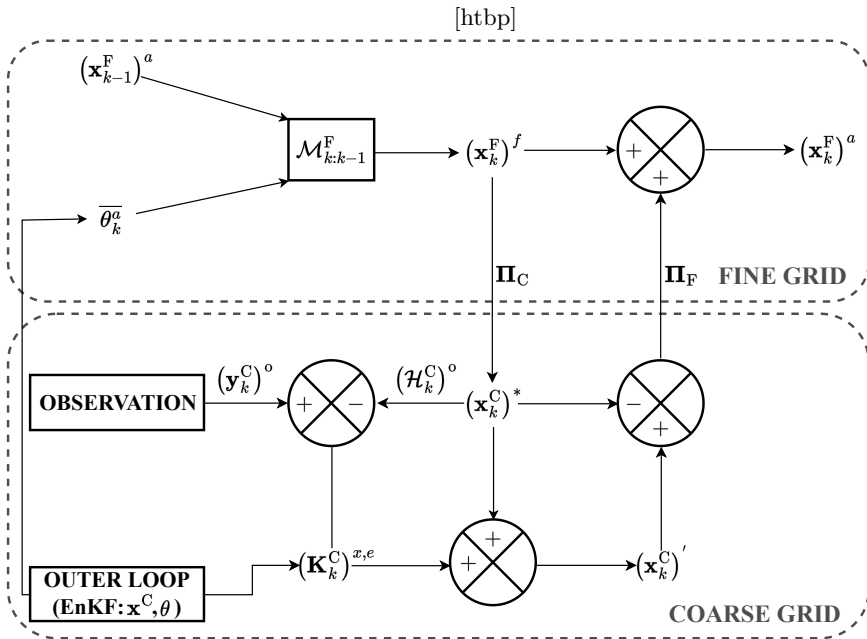 [htbp]
(x^F_{k−1})^a
M^F_{k:k−1}
(x^F_k)^f
+
+
(x^F_k)^a
\overline{θ^a_k}
Π_C
Π_F
FINE GRID
(y^C_k)^o
(H^C_k)^o
OBSERVATION
+
−
(x^C_k)^*
−
+
OUTER LOOP
(EnKF: x^C, θ)
(K^C_k)^{x,e}
+
+
(x^C_k)^′
COARSE GRID